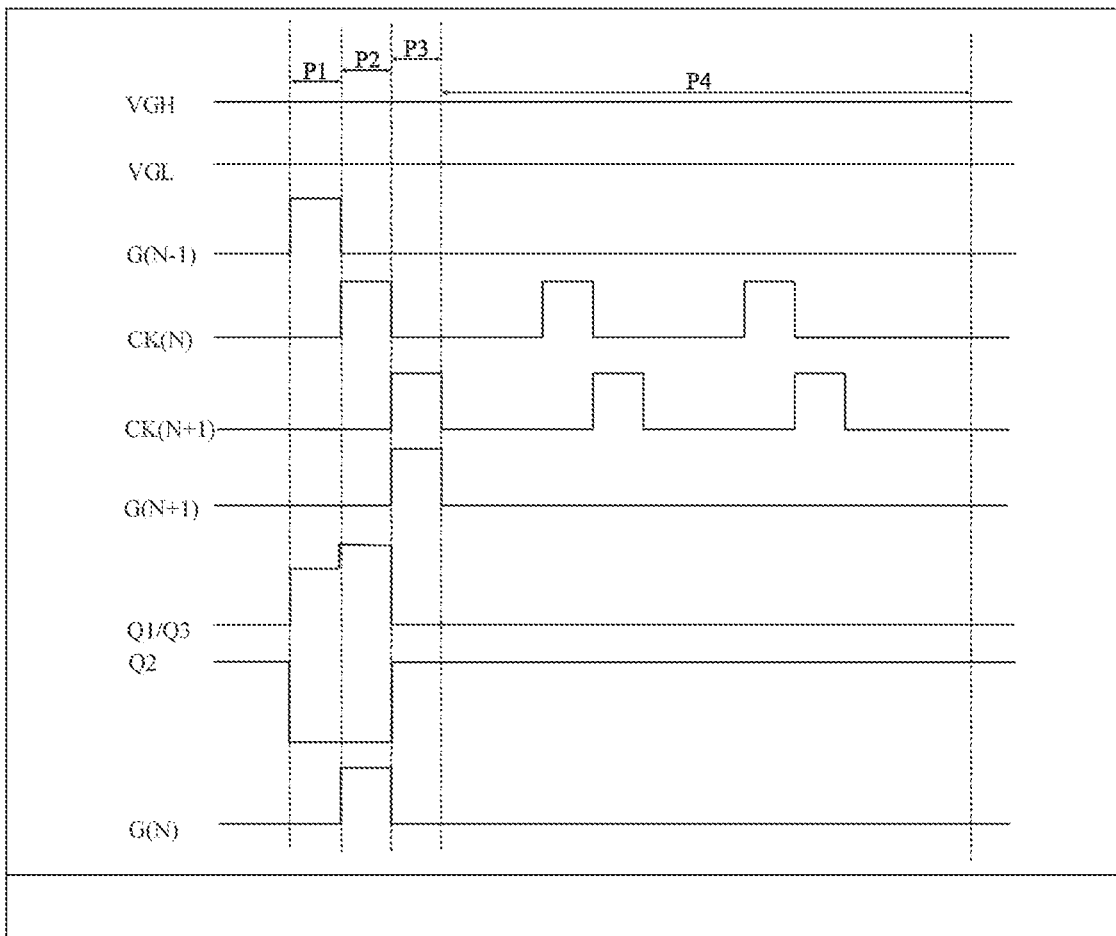 P1
P2
P3
P4
VGH
VGL
G(N-1)
CK(N)
CK(N+1)
G(N+1)
Q1/Q3
Q2
G(N)